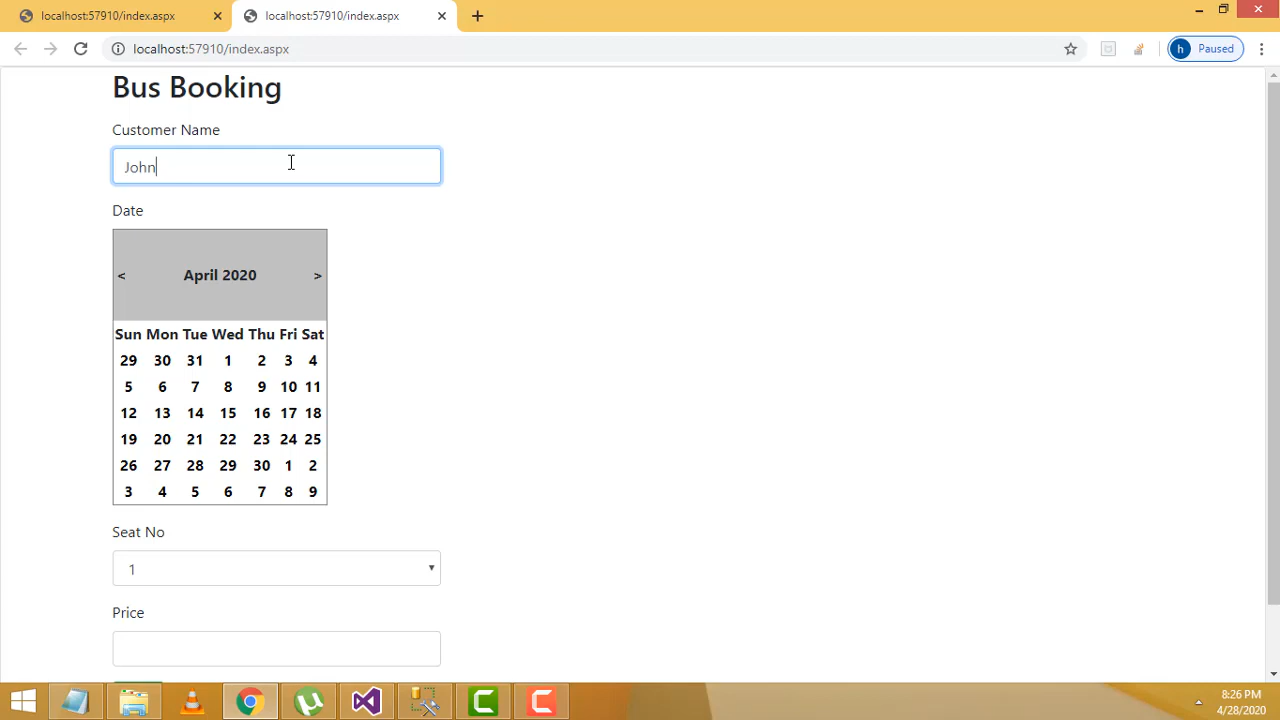 localhost:57910/index.aspx
localhost:57910/index.aspx
localhost:57910/index.aspx
h Paused
Bus Booking
Customer Name
John
Date
< April 2020 >
Sun Mon Tue Wed Thu Fri Sat
29 30 31 1 2 3 4
5 6 7 8 9 10 11
12 13 14 15 16 17 18
19 20 21 22 23 24 25
26 27 28 29 30 1 2
3 4 5 6 7 8 9
Seat No
1
Price
8:26 PM
4/28/2020